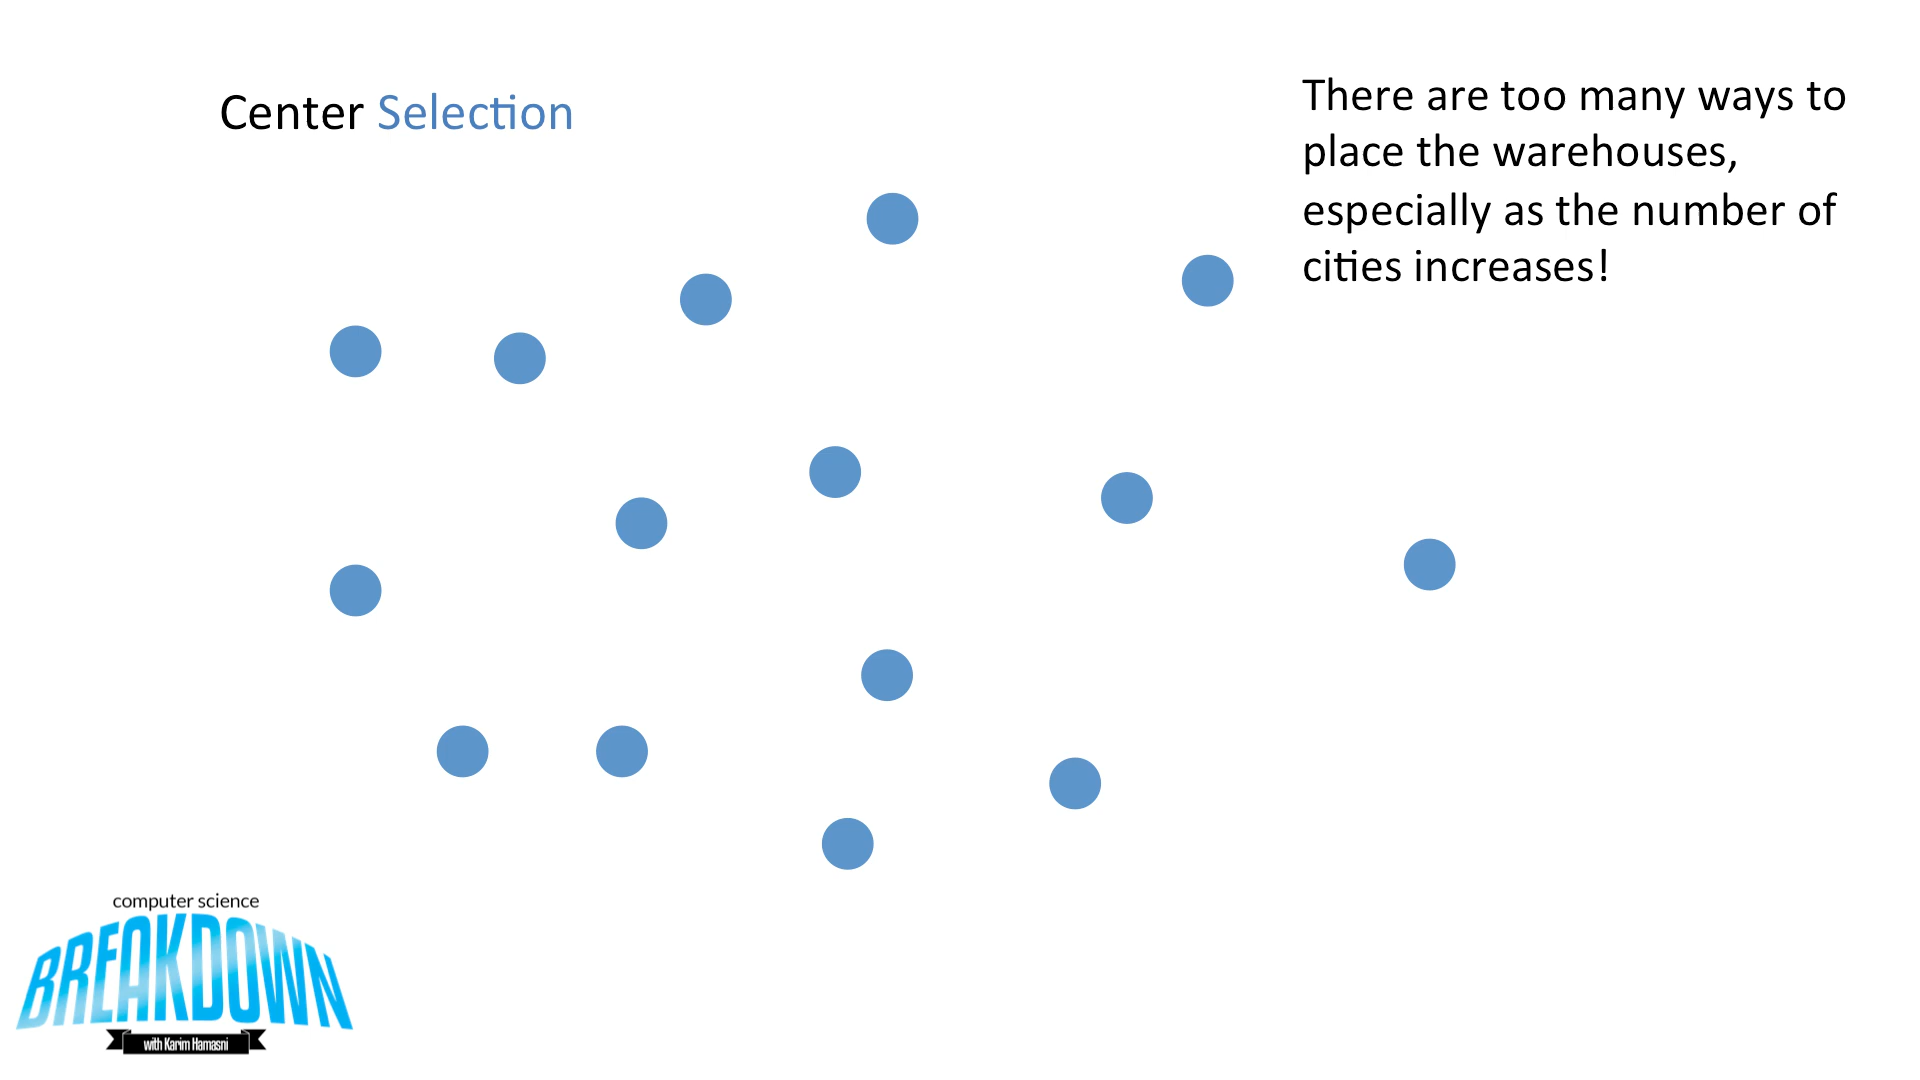 Center Selection
There are too many ways to
place the warehouses,
especially as the number of
cities increases!
computer science
BREAKDOWN
with Karim Hamasni